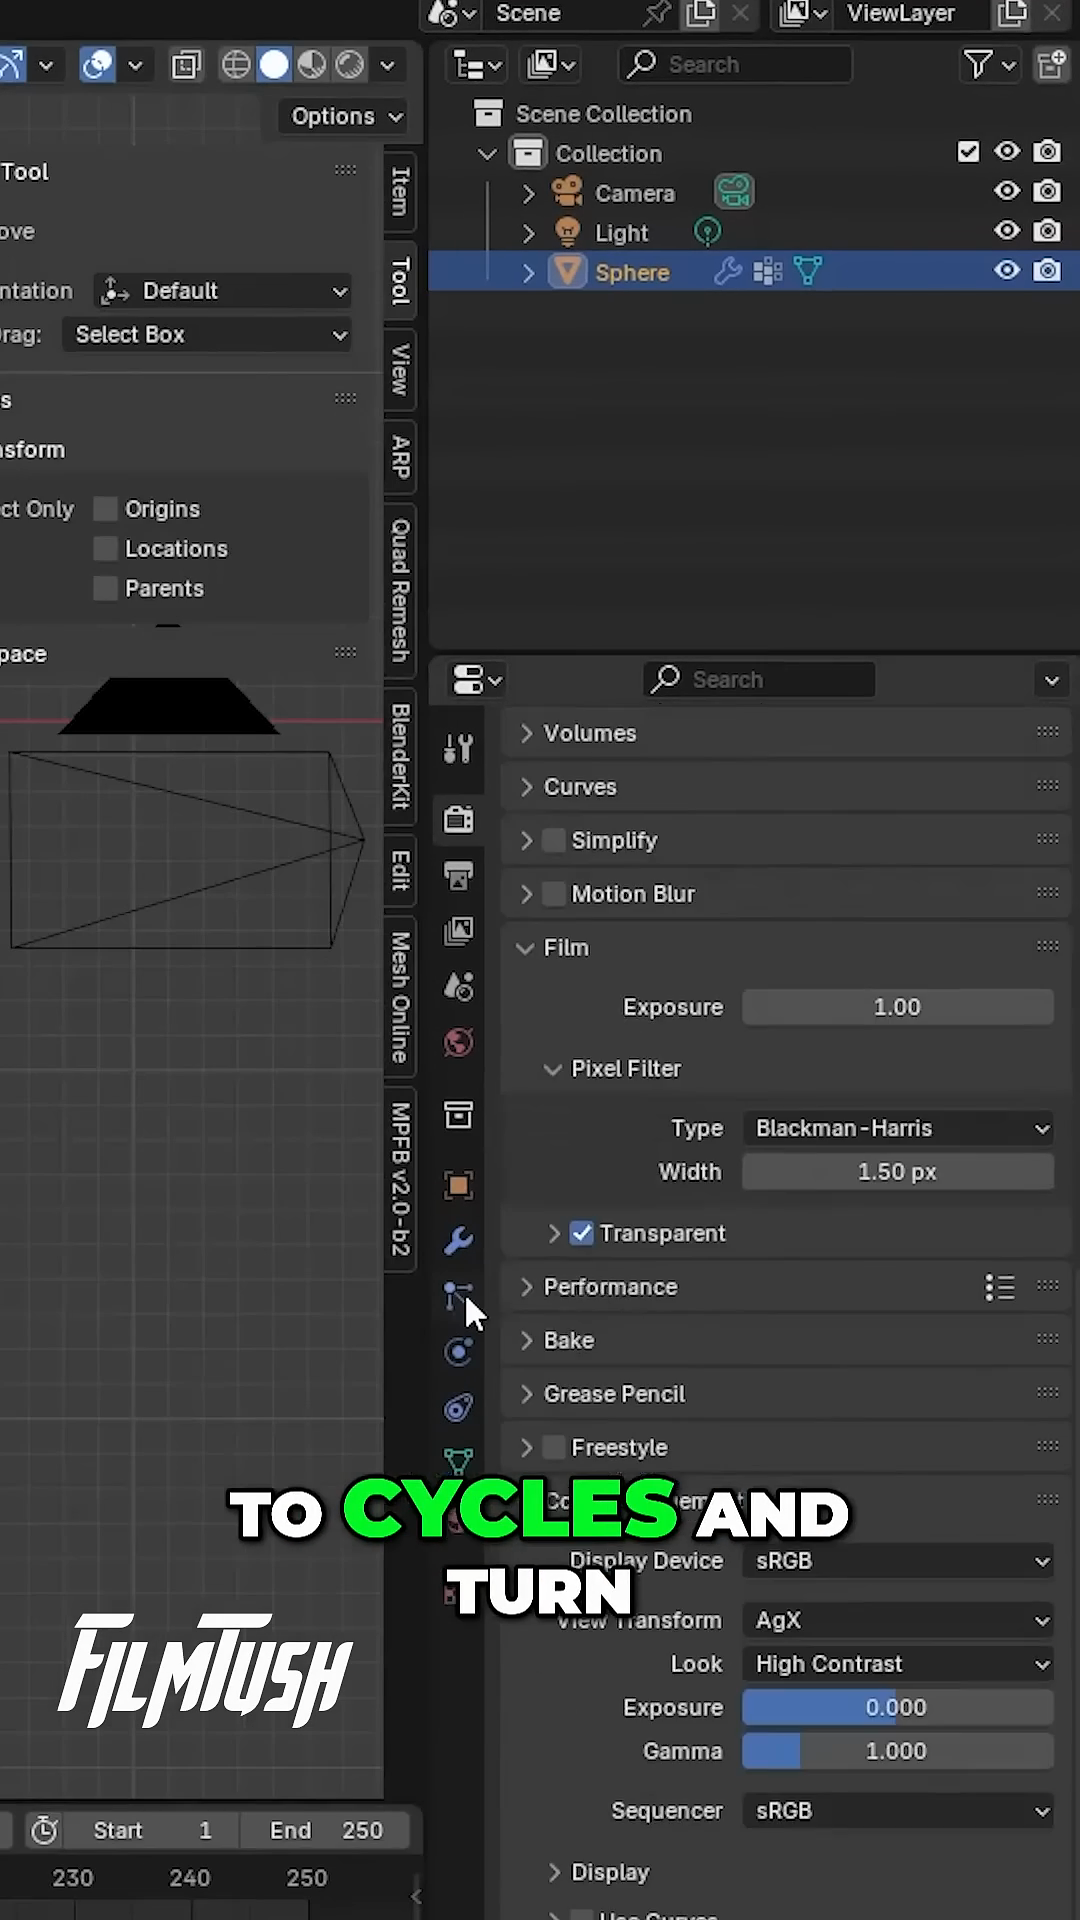 Scene
ViewLayer
Search
Options
Scene Collection
Collection
Camera
Light
Sphere
Tool
ove
ntation
Default
rag:
Select Box
s
nsform
ct Only
Origins
Locations
Parents
pace
Item
Tool
View
ARP
Quad Remesh
BlenderKit
Edit
Mesh Online
MPFB v2.0-b2
Search
Volumes
Curves
Simplify
Motion Blur
Film
Exposure 1.00
Pixel Filter
Type Blackman-Harris
Width 1.50 px
Transparent
Performance
Bake
Grease Pencil
Freestyle
TO CYCLES AND
TURN
Display Device sRGB
View Transform AgX
Look High Contrast
Exposure 0.000
Gamma 1.000
Sequencer sRGB
Display
FILMTUSH
Start 1 End 250
230 240 250